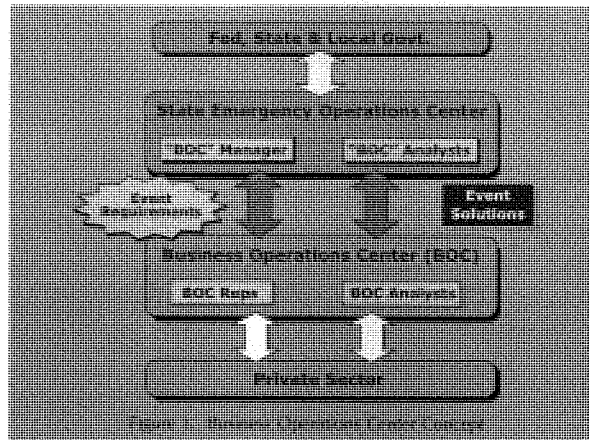 Fed, State & Local Govt.
State Emergency Operations Center
"BOC" Manager
"BOC" Analysts
Event
Requirements
Event
Solutions
Business Operations Center (BOC)
BOC Reps
BOC Analysts
Private Sector
Figure 1. Business Operations Center Concept